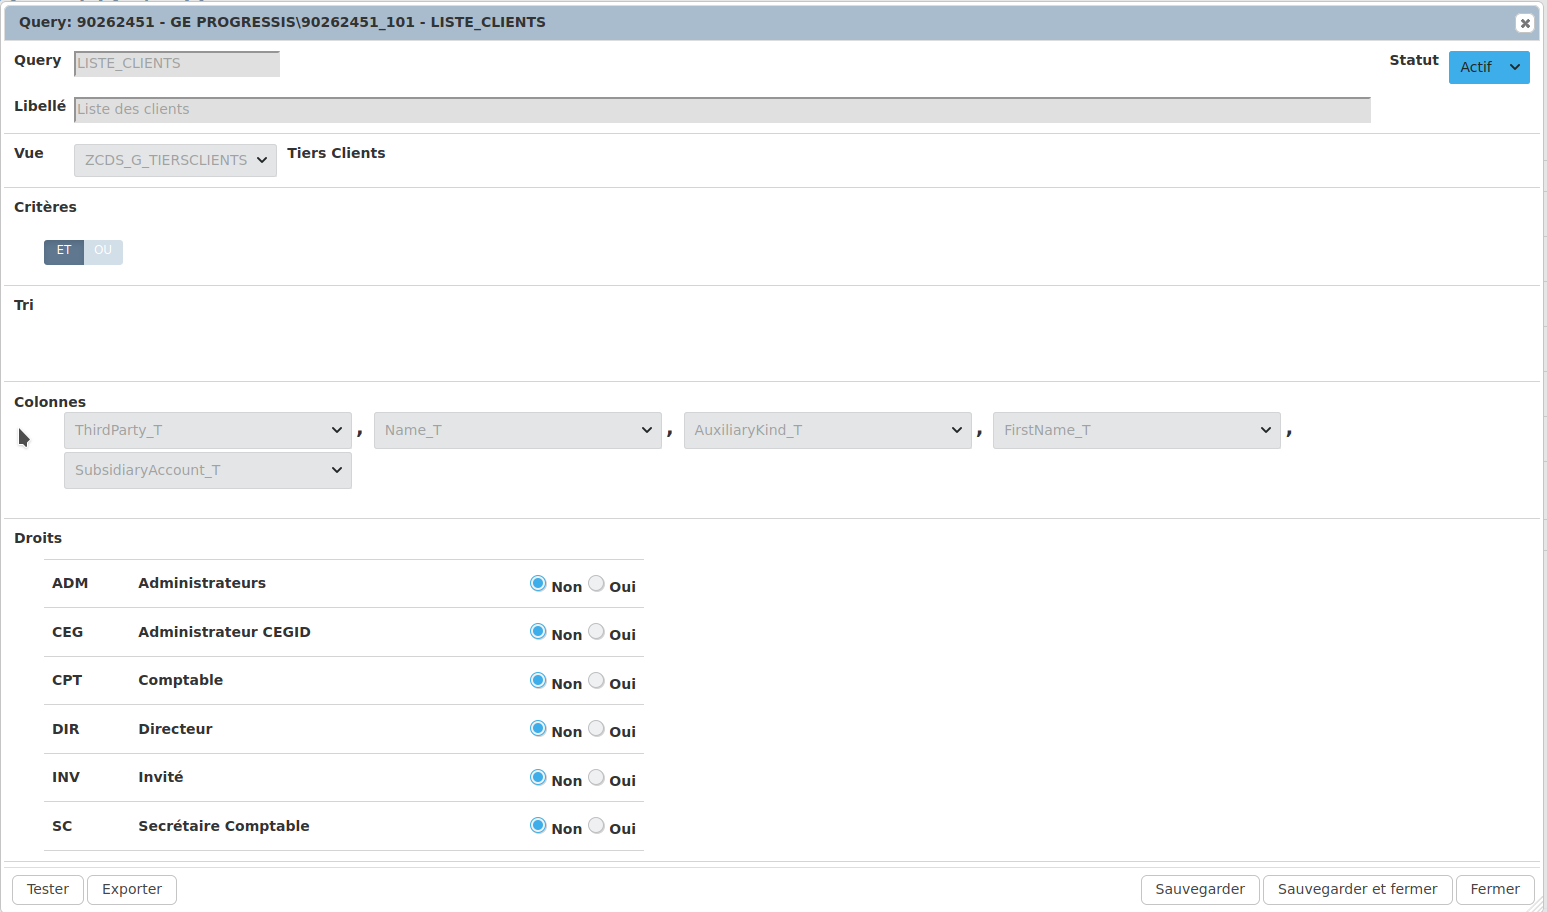 Query: 90262451 - GE PROGRESSIS\90262451_101 - LISTE_CLIENTS
Query LISTE_CLIENTS Statut Actif
Libellé Liste des clients
Vue ZCDS_G_TIERSCLIENTS Tiers Clients
Critères
ET OU
Tri
Colonnes
ThirdParty_T , Name_T , AuxiliaryKind_T , FirstName_T ,
SubsidiaryAccount_T
Droits
ADM Administrateurs Non Oui
CEG Administrateur CEGID Non Oui
CPT Comptable Non Oui
DIR Directeur Non Oui
INV Invité Non Oui
SC Secrétaire Comptable Non Oui
Tester Exporter Sauvegarder Sauvegarder et fermer Fermer